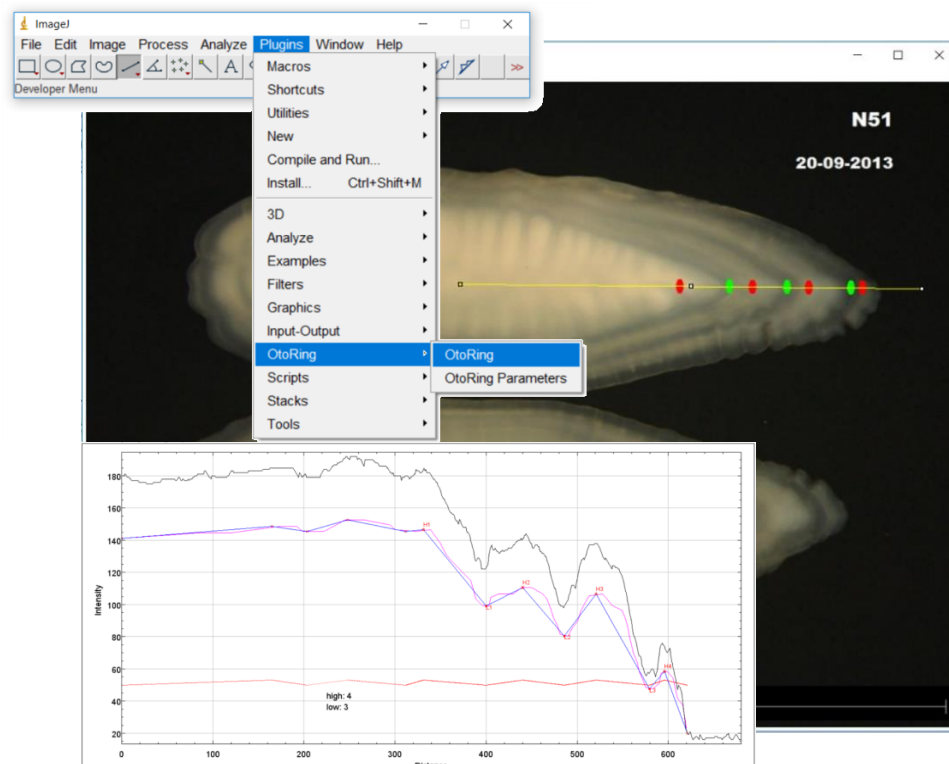 ImageJ
File Edit Image Process Analyze Plugins Window Help
A
>>
Developer Menu
Macros
Shortcuts
Utilities
New
Compile and Run...
Install... Ctrl+Shift+M
3D
Analyze
Examples
Filters
Graphics
Input-Output
OtoRing
Scripts
Stacks
Tools
OtoRing
OtoRing Parameters
N51
20-09-2013
180
160
140
120
100
80
60
40
20
Intensity
H1
L1
H2
L2
H3
L3
H4
high: 4
low: 3
0 100 200 300 400 500 600